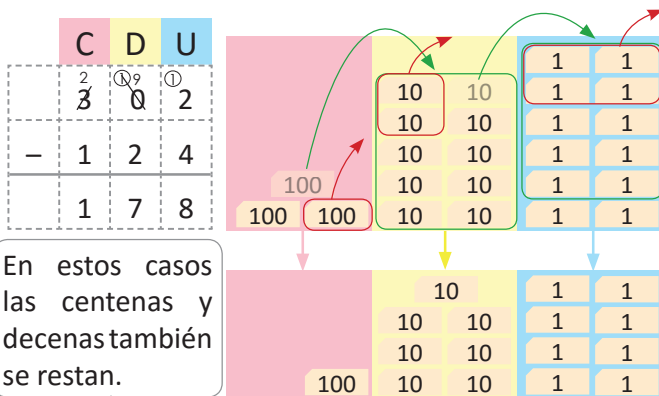 C D U
2 ① 9 ①
3 0 2
– 1 2 4
1 7 8
En estos casos
las centenas y
decenas también
se restan.
1 1
10 10 1 1
10 10 1 1
10 10 1 1
100 10 10 1 1
100 100 10 10 1 1
10 1 1
10 10 1 1
10 10 1 1
100 10 10 1 1